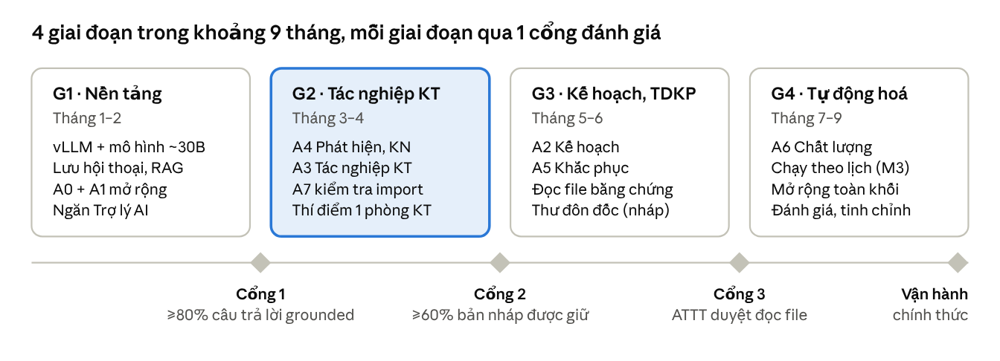 4 giai đoạn trong khoảng 9 tháng, mỗi giai đoạn qua 1 cổng đánh giá
G1 · Nền tảng
Tháng 1–2
vLLM + mô hình ~30B
Lưu hội thoại, RAG
A0 + A1 mở rộng
Ngăn Trợ lý AI
G2 · Tác nghiệp KT
Tháng 3–4
A4 Phát hiện, KN
A3 Tác nghiệp KT
A7 kiểm tra import
Thí điểm 1 phòng KT
G3 · Kế hoạch, TDKP
Tháng 5–6
A2 Kế hoạch
A5 Khắc phục
Đọc file bằng chứng
Thư đôn đốc (nháp)
G4 · Tự động hoá
Tháng 7–9
A6 Chất lượng
Chạy theo lịch (M3)
Mở rộng toàn khối
Đánh giá, tinh chỉnh
Cổng 1
≥80% câu trả lời grounded
Cổng 2
≥60% bản nháp được giữ
Cổng 3
ATTT duyệt đọc file
Vận hành
chính thức